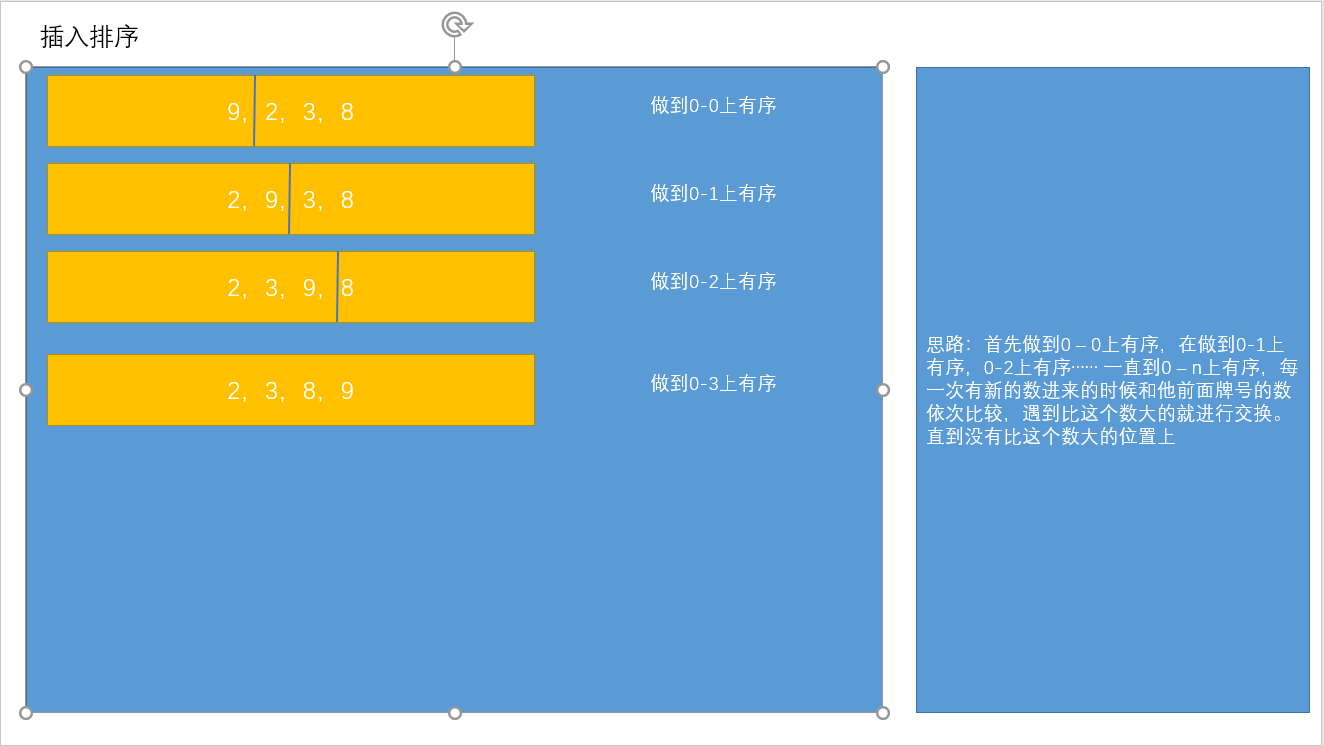 插入排序
9, 2, 3, 8
做到0-0上有序
2, 9, 3, 8
做到0-1上有序
2, 3, 9, 8
做到0-2上有序
2, 3, 8, 9
做到0-3上有序
思路：首先做到0 – 0上有序，在做到0-1上
有序，0-2上有序…… 一直到0 – n上有序，每
一次有新的数进来的时候和他前面牌号的数
依次比较，遇到比这个数大的就进行交换。
直到没有比这个数大的位置上